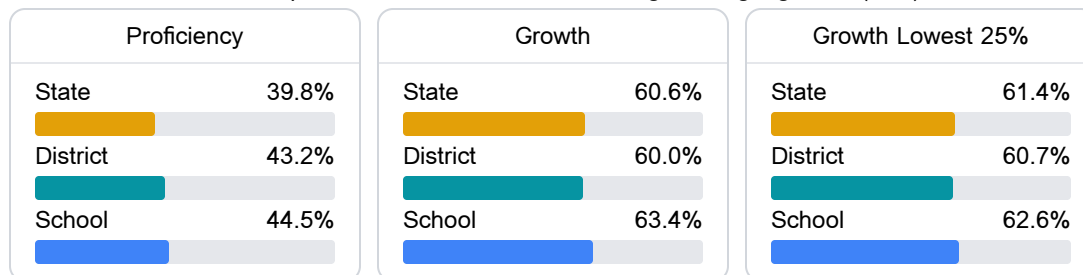 Proficiency
State 39.8%
District 43.2%
School 44.5%
Growth
State 60.6%
District 60.0%
School 63.4%
Growth Lowest 25%
State 61.4%
District 60.7%
School 62.6%